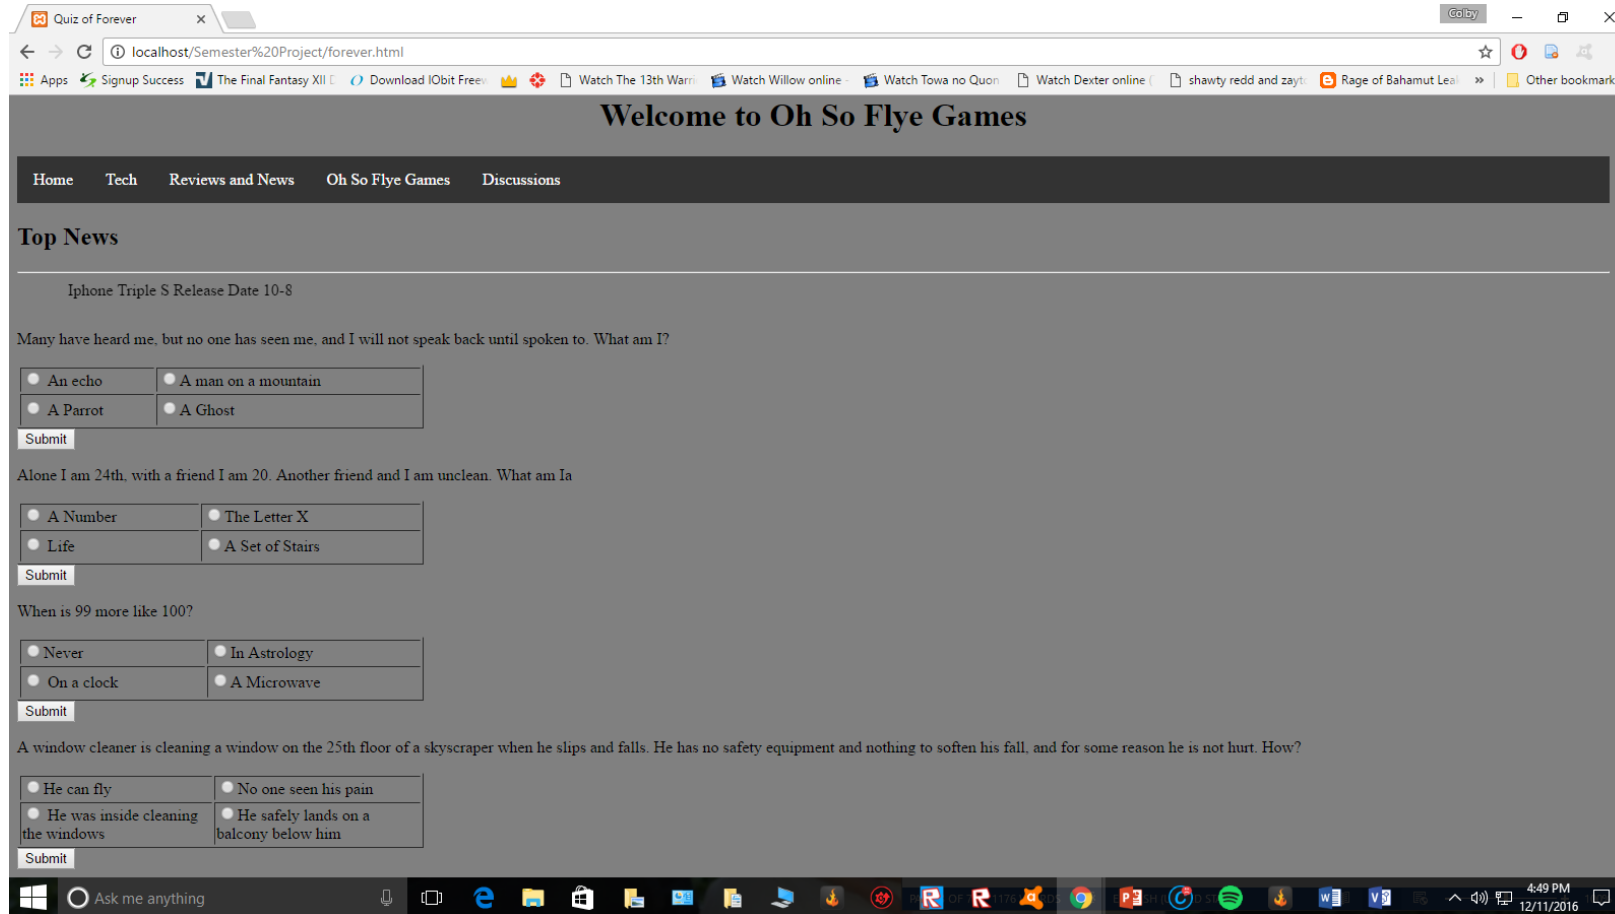 Quiz of Forever
Colby
localhost/Semester%20Project/forever.html
Apps Signup Success The Final Fantasy XII Download IObit Freew Watch The 13th Warri Watch Willow online - Watch Towa no Quon Watch Dexter online ( shawty redd and zayt Rage of Bahamut Lea » Other bookmark
Welcome to Oh So Flye Games
Home Tech Reviews and News Oh So Flye Games Discussions
Top News
Iphone Triple S Release Date 10-8
Many have heard me, but no one has seen me, and I will not speak back until spoken to. What am I?
An echo A man on a mountain
A Parrot A Ghost
Submit
Alone I am 24th, with a friend I am 20. Another friend and I am unclean. What am Ia
A Number The Letter X
Life A Set of Stairs
Submit
When is 99 more like 100?
Never In Astrology
On a clock A Microwave
Submit
A window cleaner is cleaning a window on the 25th floor of a skyscraper when he slips and falls. He has no safety equipment and nothing to soften his fall, and for some reason he is not hurt. How?
He can fly No one seen his pain
He was inside cleaning He safely lands on a
the windows balcony below him
Submit
Ask me anything
4:49 PM
12/11/2016